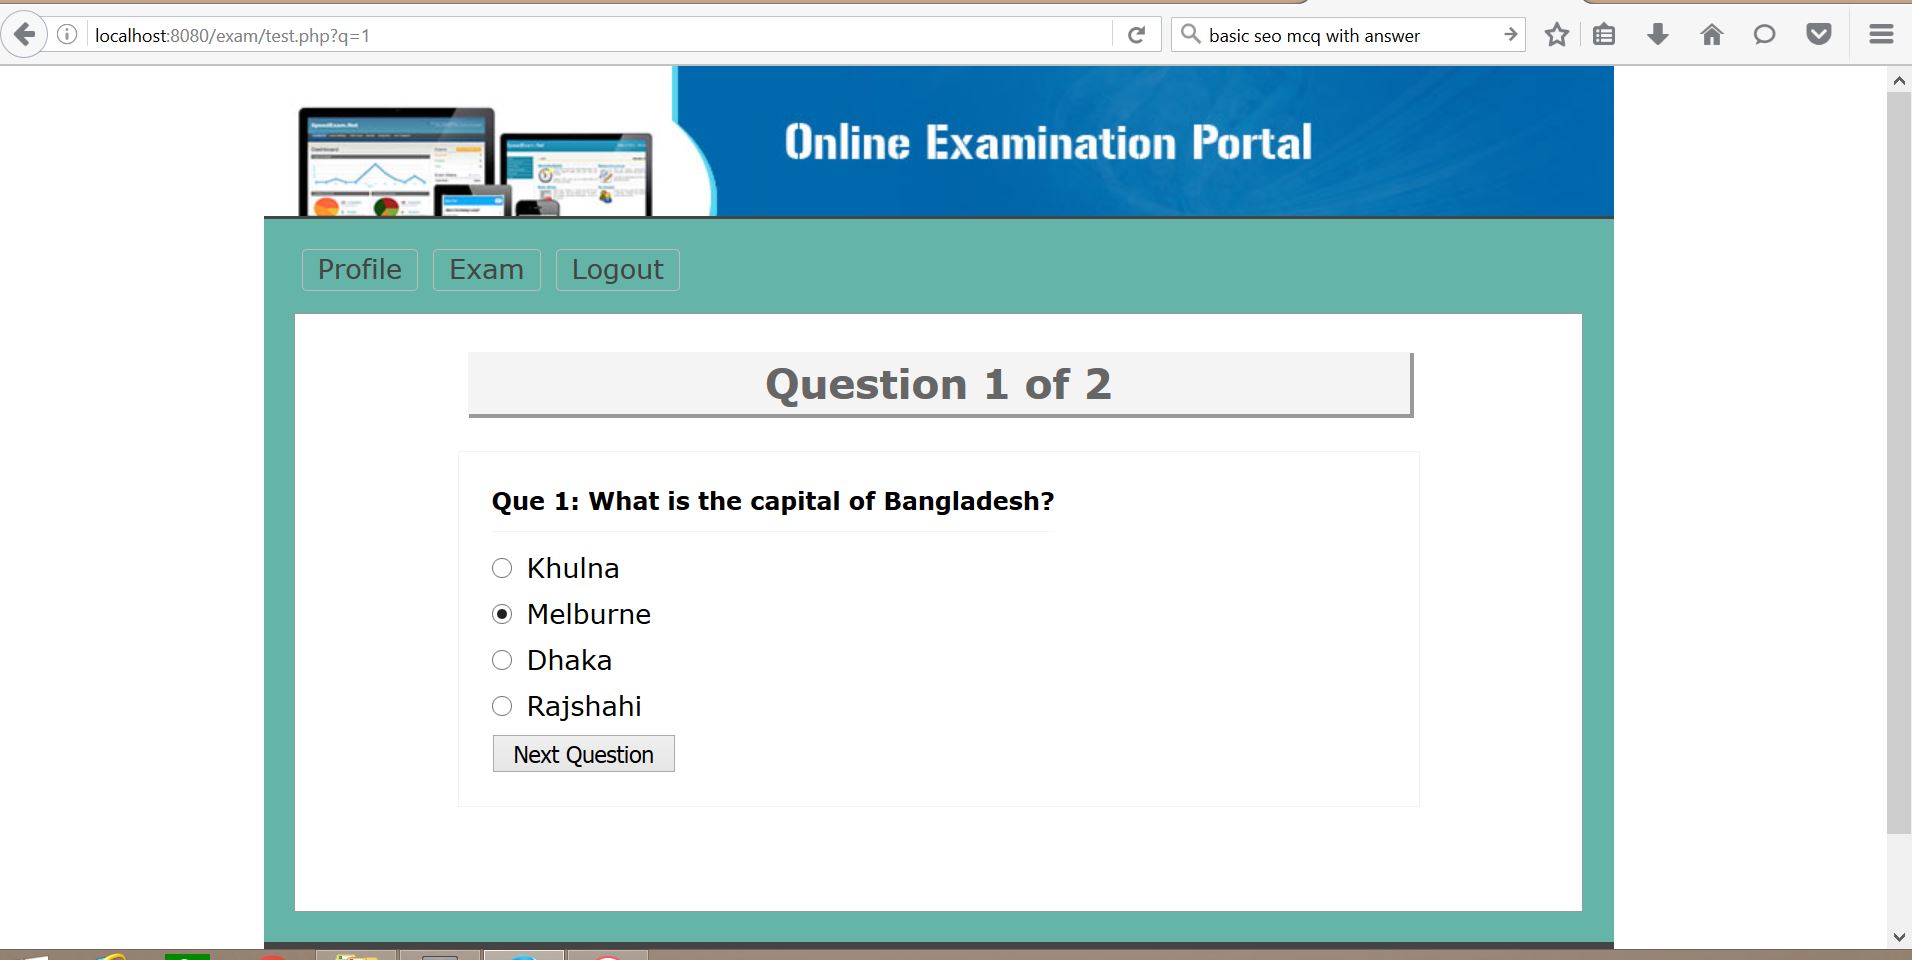 localhost:8080/exam/test.php?q=1
basic seo mcq with answer
Online Examination Portal
Profile
Exam
Logout
Question 1 of 2
Que 1: What is the capital of Bangladesh?
Khulna
Melburne
Dhaka
Rajshahi
Next Question